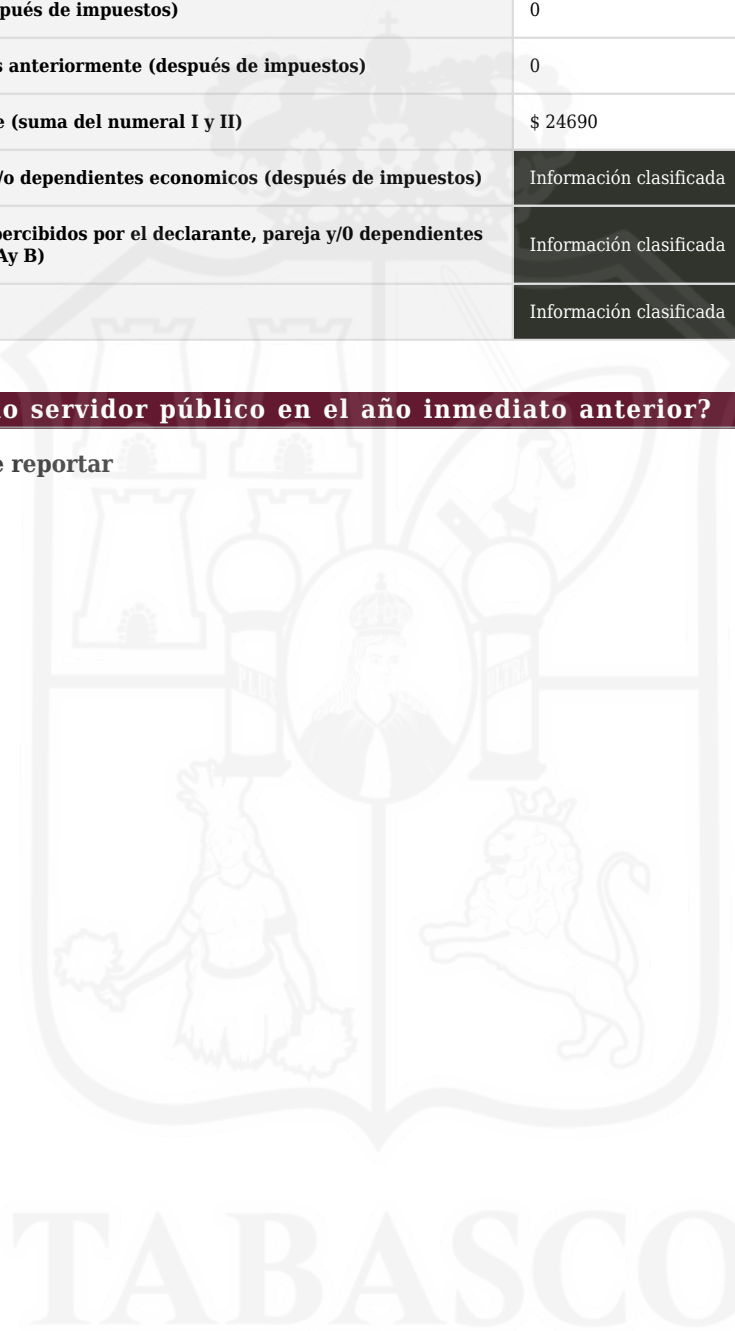 pués de impuestos)
0
s anteriormente (después de impuestos)
0
e (suma del numeral I y II)
$ 24690
/o dependientes economicos (después de impuestos)
Información clasificada
percibidos por el declarante, pareja y/0 dependientes
Ay B)
Información clasificada
Información clasificada
o servidor público en el año inmediato anterior?
e reportar
PLUS
ULTRA
TABASCO